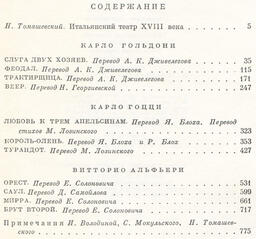 СОДЕРЖАНИЕ
Н. Томашевский. Итальянский театр XVIII века . . 5
КАРЛО ГОЛЬДОНИ
СЛУГА ДВУХ ХОЗЯЕВ. Перевод А. К. Дживелегова . . 35
ФЕОДАЛ. Перевод А. К. Дживелегова . . . . 115
ТРАКТИРЩИЦА. Перевод А. К. Дживелегова . . . 171
ВЕЕР. Перевод Н. Георгиевской . . . . . 247
КАРЛО ГОЦЦИ
ЛЮБОВЬ К ТРЕМ АПЕЛЬСИНАМ. Перевод Я. Блоха. Перевод
стихов М. Лозинского . . . . . 323
КОРОЛЬ-ОЛЕНЬ. Перевод Я. Блоха и Р. Блох . . . 353
ТУРАНДОТ. Перевод М. Лозинского . . . . 427
ВИТТОРИО АЛЬФЬЕРИ
ОРЕСТ. Перевод Е. Солоновича . . . . . 531
САУЛ. Перевод Д. Самойлова . . . . . 599
МИРРА. Перевод Е. Солоновича . . . . . 661
БРУТ ВТОРОЙ. Перевод Е. Солоновича . . . . 717
Примечания Н. Володиной, С. Мокульского, Н. Томашев-
ского . . . . . 775